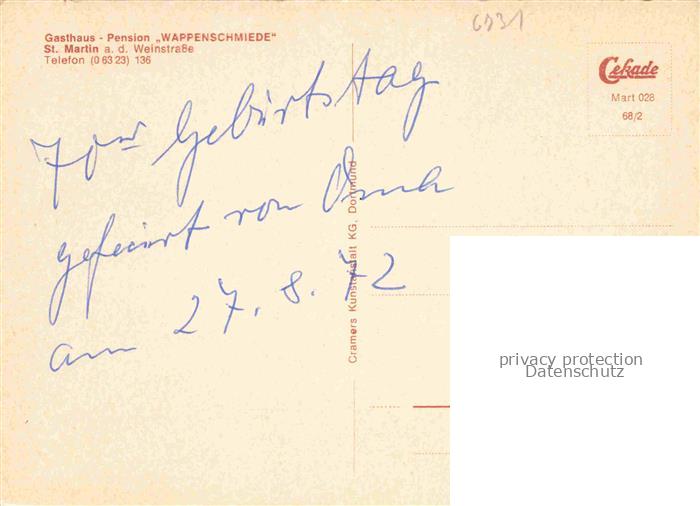 6731
Gasthaus - Pension „WAPPENSCHMIEDE"
St. Martin a. d. Weinstraße
Telefon (0 63 23) 136
Cekade
Mart 028
68/2
70er Geburtstag
gefeiert von Oma
am 27. 8. 72
Cramers Kunstanstalt KG, Dortmund
privacy protection
Datenschutz